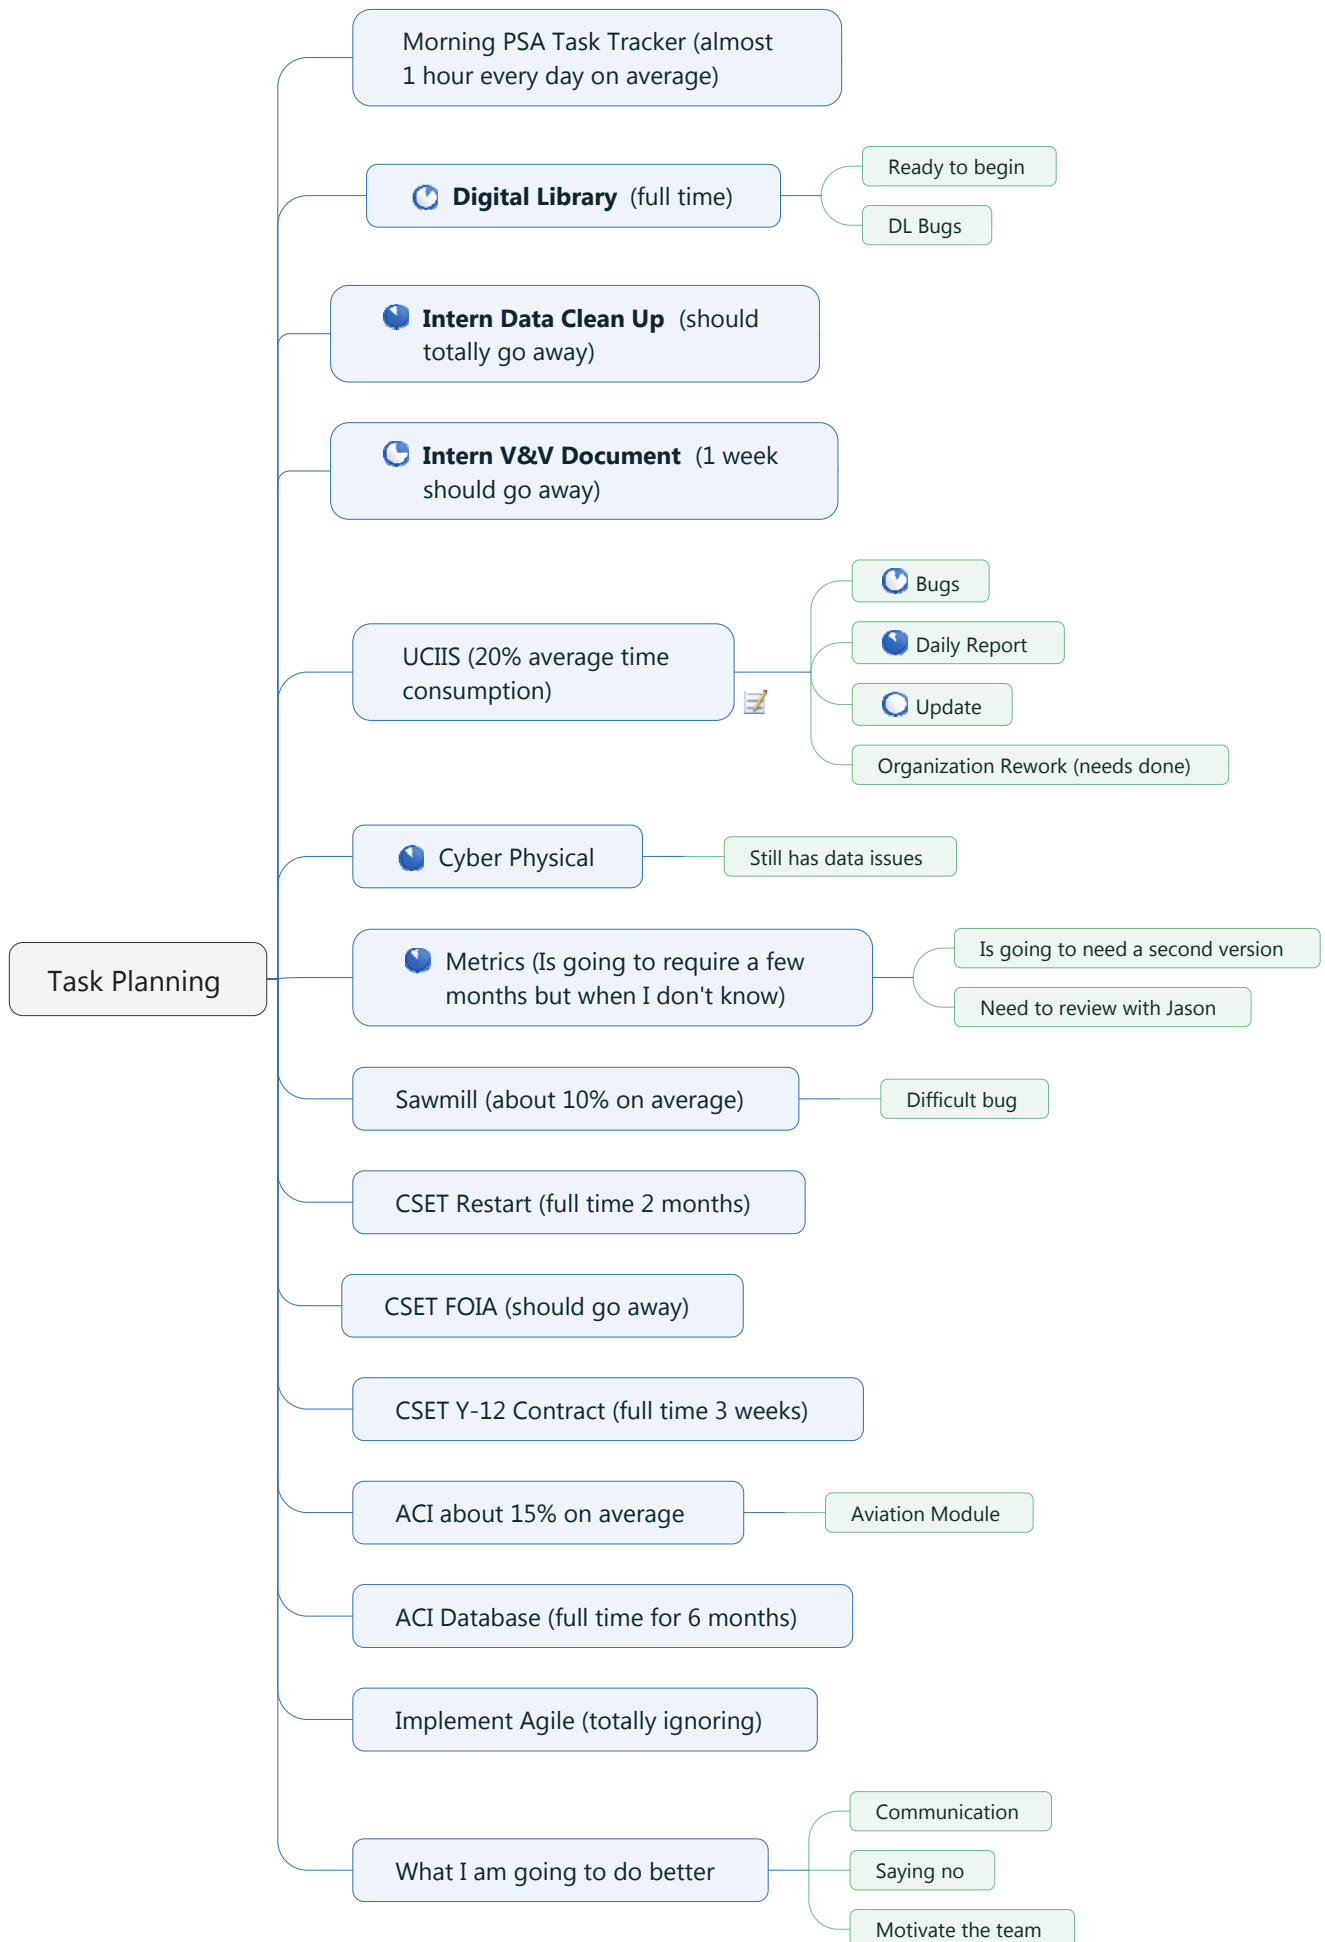 Morning PSA Task Tracker (almost
1 hour every day on average)
Digital Library (full time)
Ready to begin
DL Bugs
Intern Data Clean Up (should
totally go away)
Intern V&V Document (1 week
should go away)
UCIIS (20% average time
consumption)
Bugs
Daily Report
Update
Organization Rework (needs done)
Cyber Physical
Still has data issues
Task Planning
Metrics (Is going to require a few
months but when I don't know)
Is going to need a second version
Need to review with Jason
Sawmill (about 10% on average)
Difficult bug
CSET Restart (full time 2 months)
CSET FOIA (should go away)
CSET Y-12 Contract (full time 3 weeks)
ACI about 15% on average
Aviation Module
ACI Database (full time for 6 months)
Implement Agile (totally ignoring)
What I am going to do better
Communication
Saying no
Motivate the team